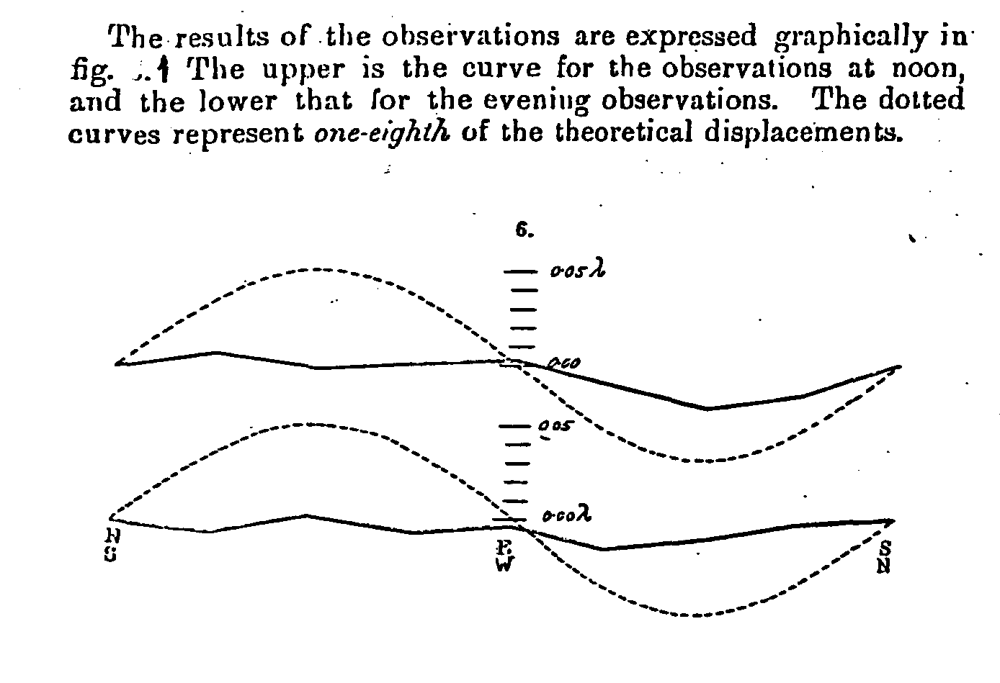 The results of the observations are expressed graphically in
fig. The upper is the curve for the observations at noon,
and the lower that for the evening observations. The dotted
curves represent one-eighth of the theoretical displacements.
6.
0.05λ
0.00
0.05
0.00λ
N
S
E.
W
S
N